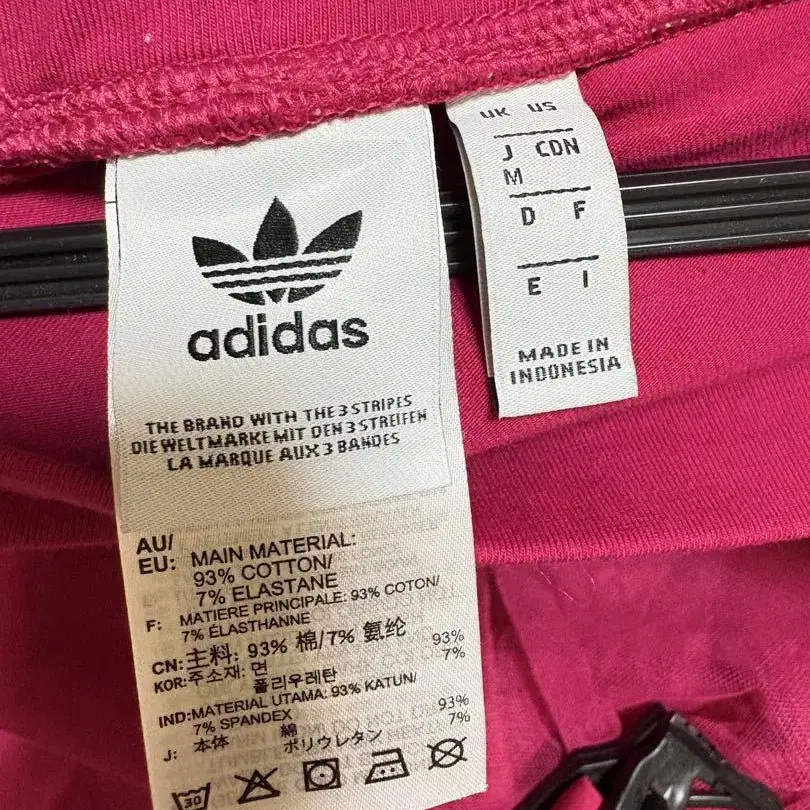 adidas
THE BRAND WITH THE 3 STRIPES
DIE WELTMARKE MIT DEN 3 STREIFEN
LA MARQUE AUX 3 BANDES
AU/
EU: MAIN MATERIAL:
93% COTTON/
7% ELASTANE
F: MATIERE PRINCIPALE: 93% COTON/
7% ÉLASTHANNE
CN: 主料: 93% 棉/7% 氨纶
KOR: 주소재: 면 93%
폴리우레탄 7%
IND: MATERIAL UTAMA: 93% KATUN/
7% SPANDEX
J: 本体 綿 93%
ポリウレタン 7%
30
UK US
J CDN
M
D F
E I
MADE IN
INDONESIA